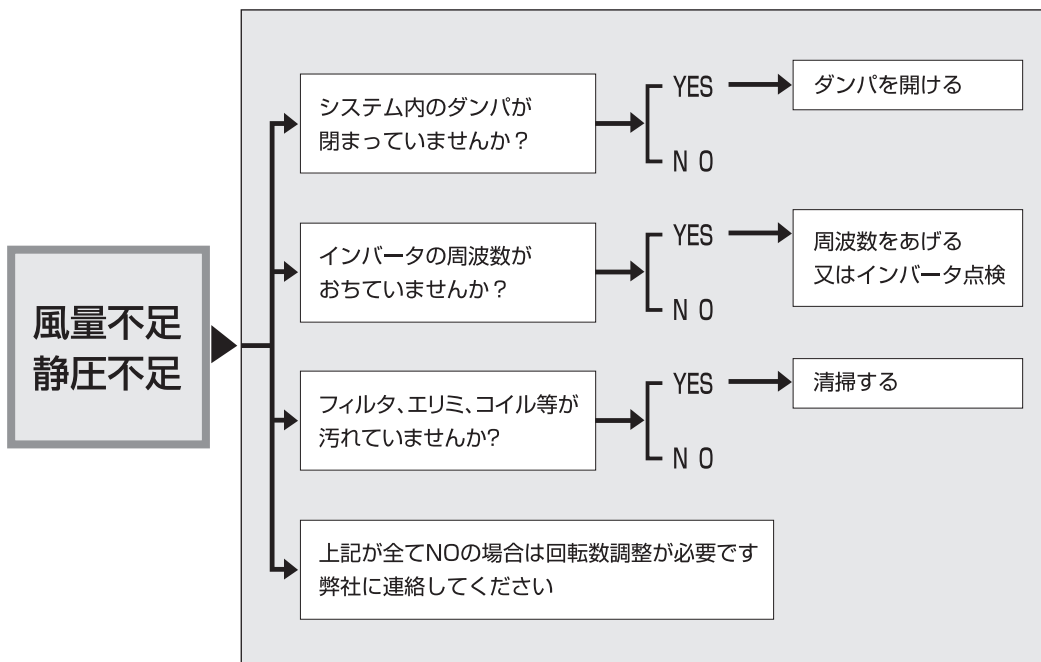 風量不足
静圧不足
システム内のダンパが
閉まっていませんか？
YES
ダンパを開ける
NO
インバータの周波数が
おちていませんか？
YES
周波数をあげる
又はインバータ点検
NO
フィルタ、エリミ、コイル等が
汚れていませんか?
YES
清掃する
NO
上記が全てNOの場合は回転数調整が必要です
弊社に連絡してください